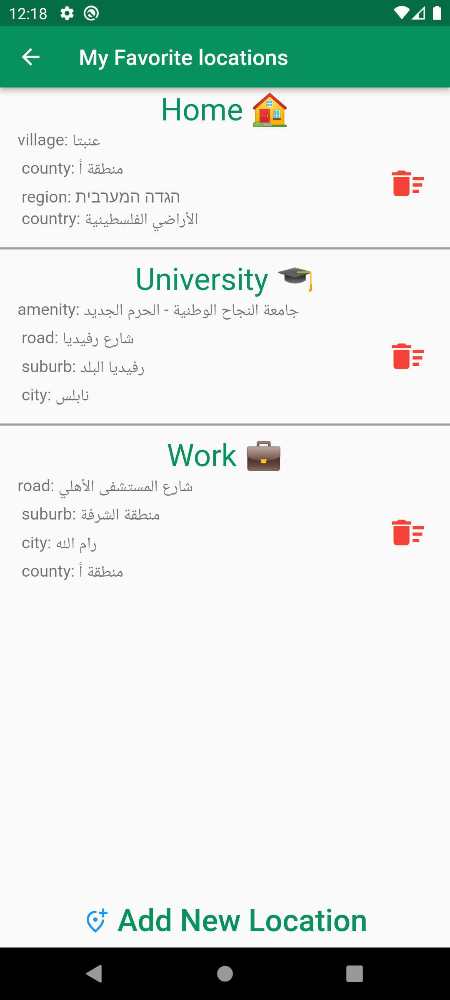 12:18
My Favorite locations
Home 🏡
village: عنبتا
county: منطقة أ
region: הגדה המערבית
country: الأراضي الفلسطينية
University 🎓
amenity: جامعة النجاح الوطنية - الحرم الجديد
road: شارع رفيديا
suburb: رفيديا البلد
city: نابلس
Work 💼
road: شارع المستشفى الأهلي
suburb: منطقة الشرفة
city: رام الله
county: منطقة أ
Add New Location